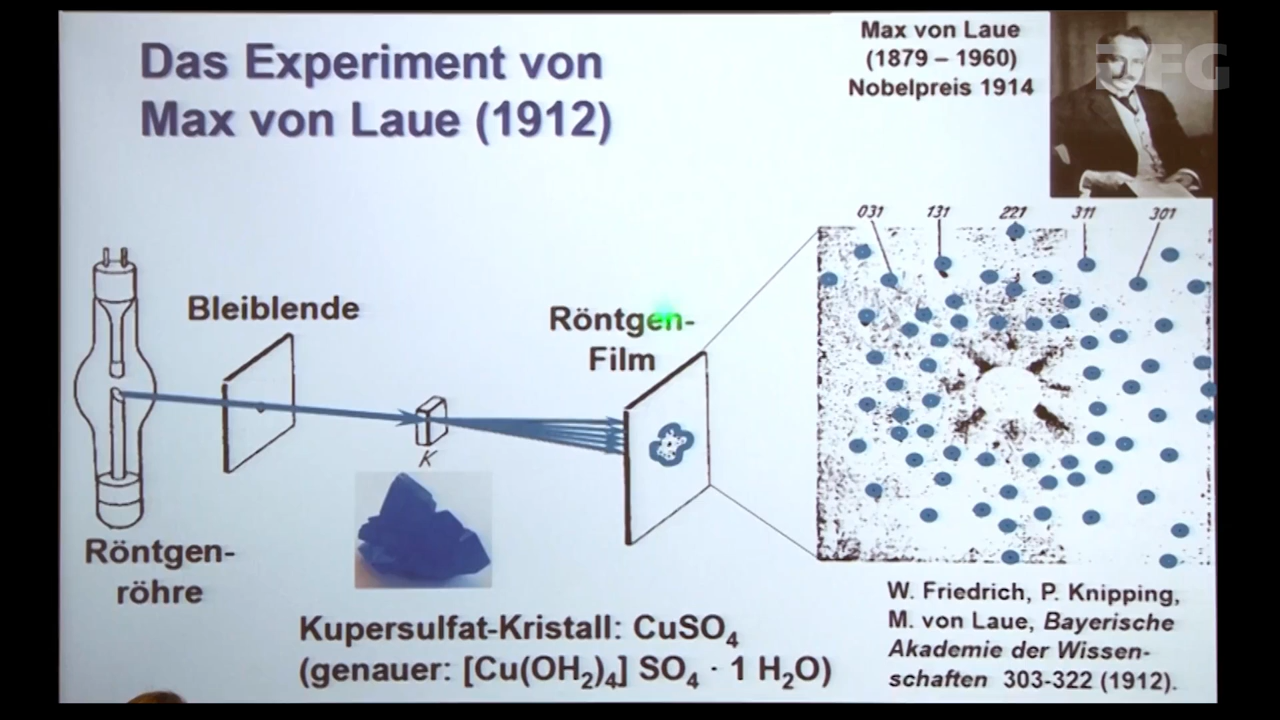 Das Experiment von
Max von Laue (1912)
Max von Laue
(1879 – 1960)
Nobelpreis 1914
DFG
031 131 221 311 301
Bleiblende
Röntgen-
Film
K
Röntgen-
röhre
Kupersulfat-Kristall: CuSO₄
(genauer: [Cu(OH₂)₄] SO₄ · 1 H₂O)
W. Friedrich, P. Knipping,
M. von Laue, Bayerische
Akademie der Wissen-
schaften 303-322 (1912).